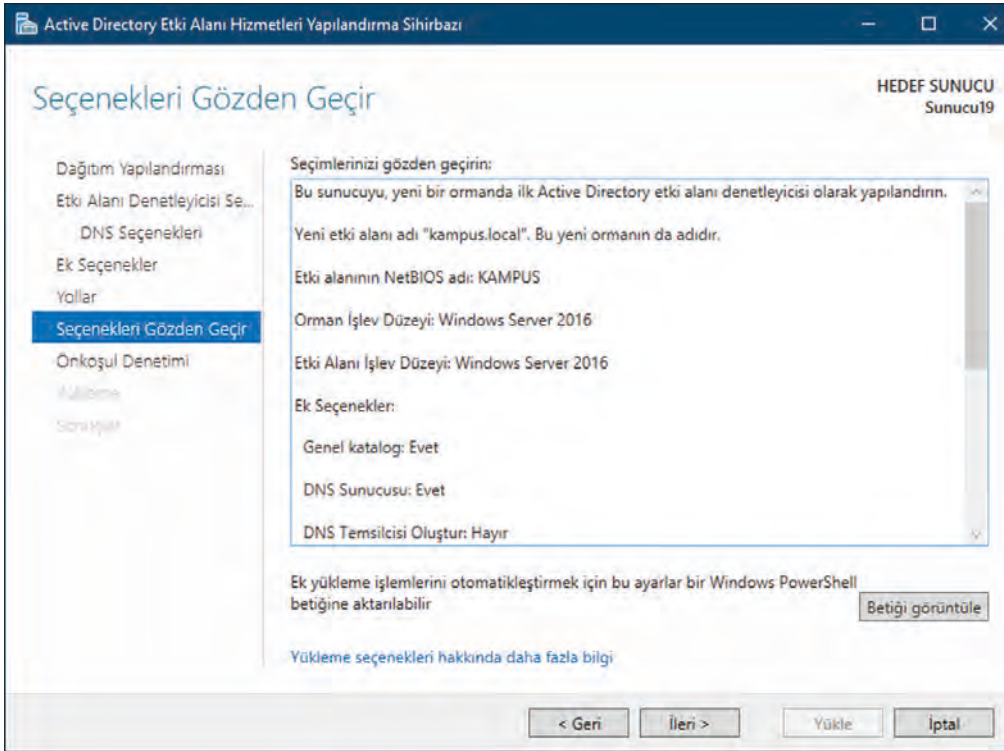 Active Directory Etki Alanı Hizmetleri Yapılandırma Sihirbazı
Seçenekleri Gözden Geçir
HEDEF SUNUCU
Sunucu19
Dağıtım Yapılandırması
Etki Alanı Denetleyicisi Se...
DNS Seçenekleri
Ek Seçenekler
Yollar
Seçenekleri Gözden Geçir
Önkoşul Denetimi
Yükleme
Sonuçlar
Seçimlerinizi gözden geçirin:
Bu sunucuyu, yeni bir ormanda ilk Active Directory etki alanı denetleyicisi olarak yapılandırın.
Yeni etki alanı adı "kampus.local". Bu yeni ormanın da adıdır.
Etki alanının NetBIOS adı: KAMPUS
Orman İşlev Düzeyi: Windows Server 2016
Etki Alanı İşlev Düzeyi: Windows Server 2016
Ek Seçenekler:
Genel katalog: Evet
DNS Sunucusu: Evet
DNS Temsilcisi Oluştur: Hayır
Ek yükleme işlemlerini otomatikleştirmek için bu ayarlar bir Windows PowerShell
betiğine aktarılabilir
Betiği görüntüle
Yükleme seçenekleri hakkında daha fazla bilgi
< Geri
İleri >
Yükle
İptal